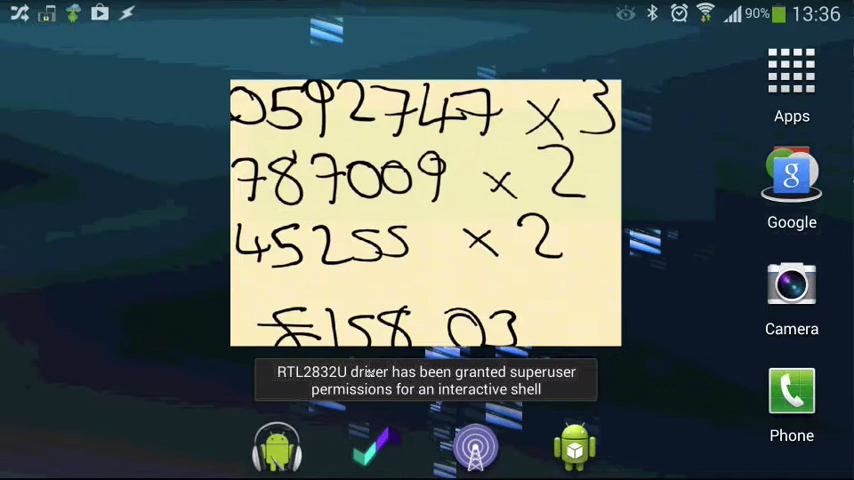 90%
13:36
0592747 x 3
787009 x 2
45255 x 2
£158 03
RTL2832U driver has been granted superuser
permissions for an interactive shell
Apps
Google
Camera
Phone